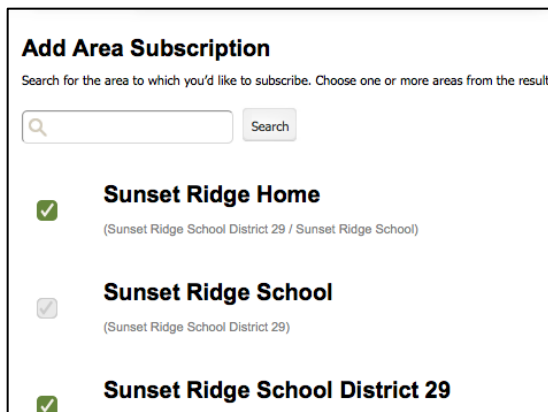 Add Area Subscription
Search for the area to which you'd like to subscribe. Choose one or more areas from the result
Search
Sunset Ridge Home
(Sunset Ridge School District 29 / Sunset Ridge School)
Sunset Ridge School
(Sunset Ridge School District 29)
Sunset Ridge School District 29